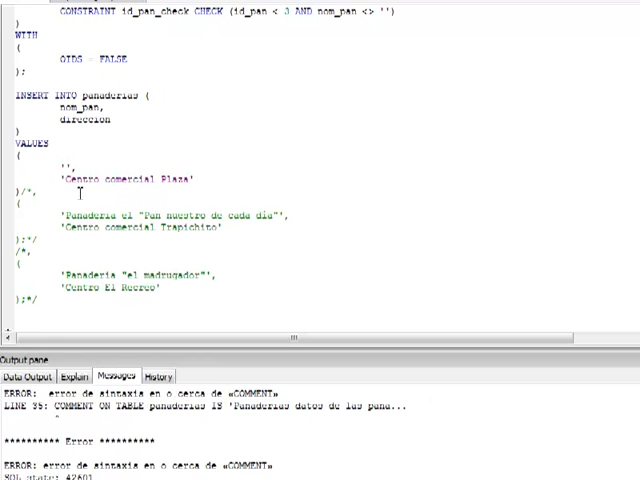 CONSTRAINT id_pan_check CHECK (id_pan < 3 AND nom_pan <> '')
)
WITH
(
OIDS = FALSE
);
INSERT INTO panaderias (
nom_pan,
direccion
)
VALUES
(
'',
'Centro comercial Plaza'
)/*,
(
'Panaderia el "Pan nuestro de cada día"',
'Centro comercial Trapichito'
);*/
/*,
(
'Panaderia "el madrugador"',
'Centro El Recreo'
);*/
Output pane
Data Output Explain Messages History
ERROR: error de sintaxis en o cerca de «COMMENT»
LINE 35: COMMENT ON TABLE panaderias IS 'Panaderias datos de las pana...
^
********** Error **********
ERROR: error de sintaxis en o cerca de «COMMENT»
SQL state: 42601